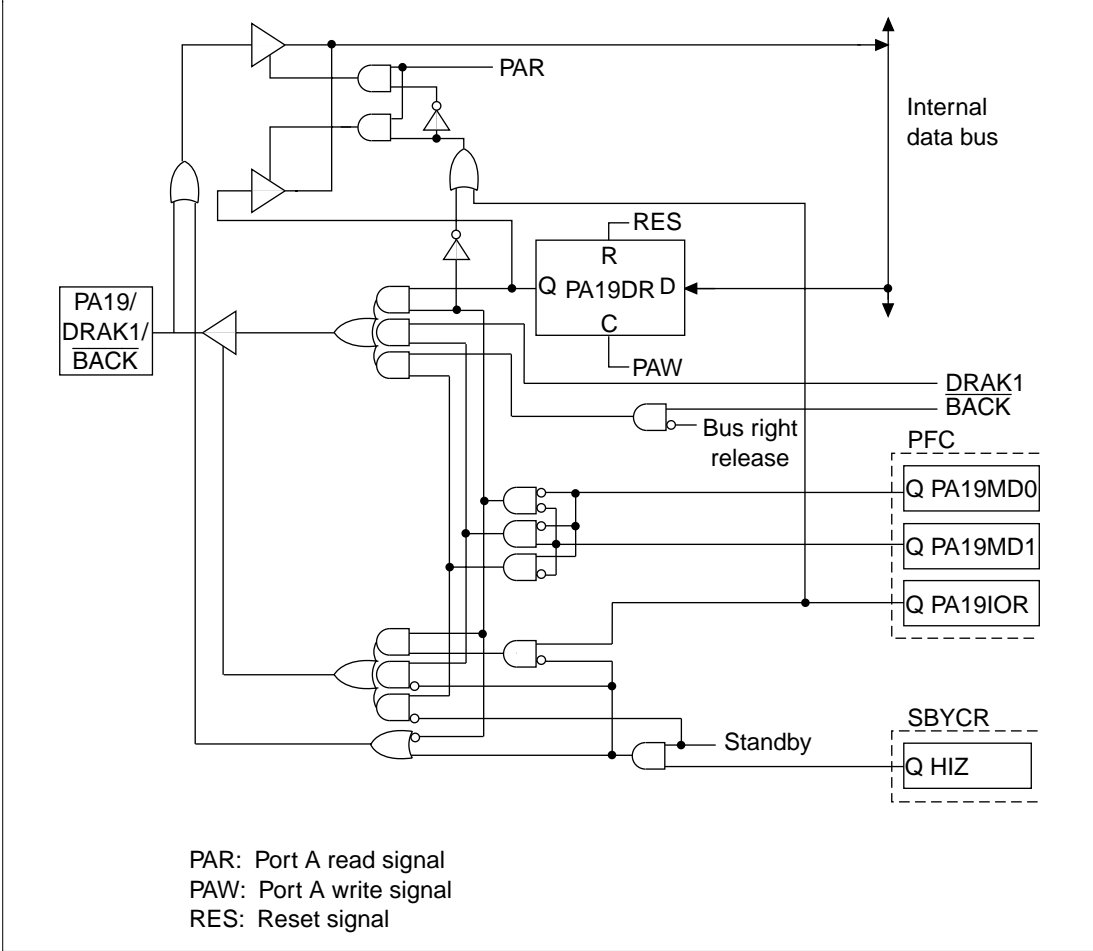 PAR
Internal
data bus
RES
R
Q PA19DR D
C
PAW
PA19/
DRAK1/
BACK
DRAK1
BACK
Bus right
release
PFC
Q PA19MD0
Q PA19MD1
Q PA19IOR
SBYCR
Standby
Q HIZ
PAR: Port A read signal
PAW: Port A write signal
RES: Reset signal